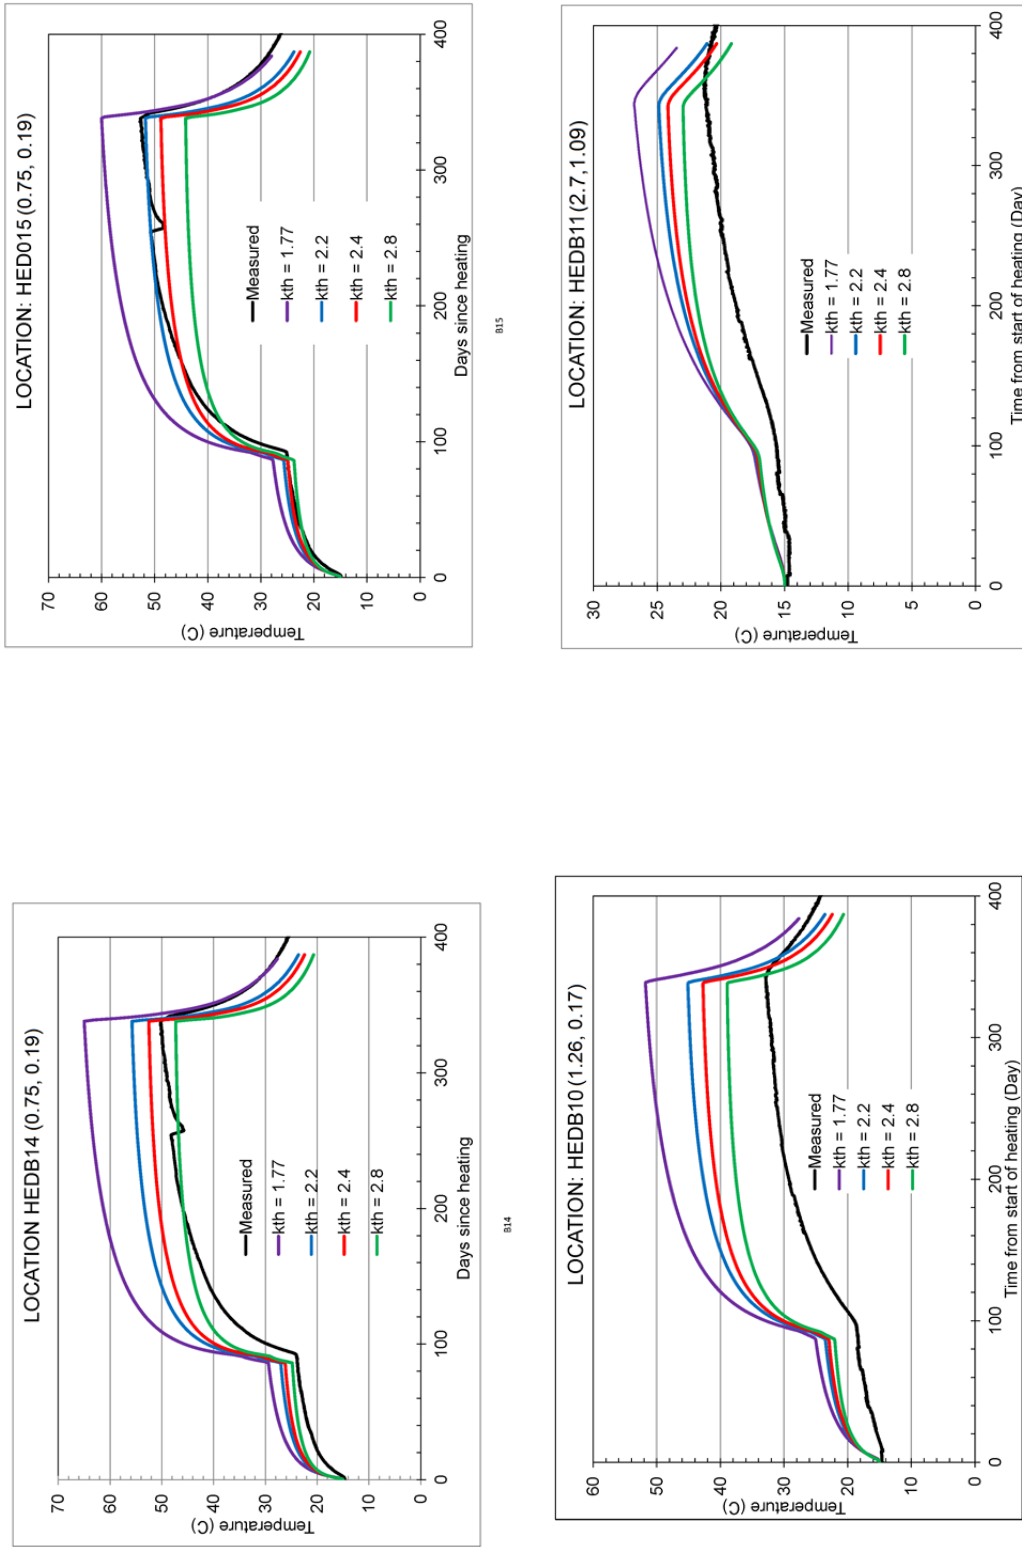 LOCATION HEDB14 (0.75, 0.19)
70
60
50
40
30
20
10
0
Temperature (C)
Measured
kth = 1.77
kth = 2.2
kth = 2.4
kth = 2.8
0
100
200
300
400
Days since heating
B14
LOCATION: HED015 (0.75, 0.19)
70
60
50
40
30
20
10
0
Temperature (C)
Measured
kth = 1.77
kth = 2.2
kth = 2.4
kth = 2.8
0
100
200
300
400
Days since heating
B15
LOCATION: HEDB10 (1.26, 0.17)
60
50
40
30
20
10
0
Temperature (C)
Measured
kth = 1.77
kth = 2.2
kth = 2.4
kth = 2.8
0
100
200
300
400
Time from start of heating (Day)
LOCATION: HEDB11 (2.7,1.09)
30
25
20
15
10
5
0
Temperature (C)
Measured
kth = 1.77
kth = 2.2
kth = 2.4
kth = 2.8
0
100
200
300
400
Time from start of heating (Day)